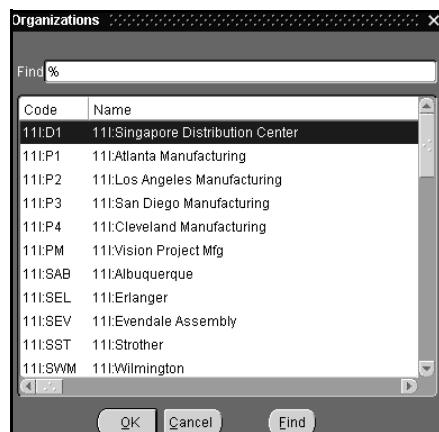 Organizations
Find %
Code Name
11I:D1 11I:Singapore Distribution Center
11I:P1 11I:Atlanta Manufacturing
11I:P2 11I:Los Angeles Manufacturing
11I:P3 11I:San Diego Manufacturing
11I:P4 11I:Cleveland Manufacturing
11I:PM 11I:Vision Project Mfg
11I:SAB 11I:Albuquerque
11I:SEL 11I:Erlanger
11I:SEV 11I:Evendale Assembly
11I:SST 11I:Strother
11I:SWM 11I:Wilmington
OK Cancel Find